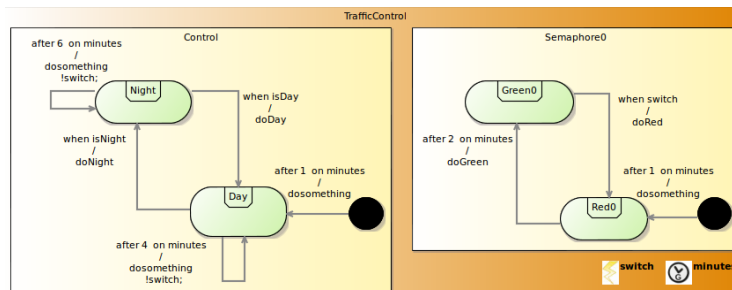 TrafficControl
Control
after 6  on minutes
/
dosomething
!switch;
Night
when isDay
/
doDay
when isNight
/
doNight
after 1  on minutes
/
dosomething
Day
after 4  on minutes
/
dosomething
!switch;
Semaphore0
Green0
when switch
/
doRed
after 2  on minutes
/
doGreen
after 1  on minutes
/
dosomething
Red0
switch
G
minutes